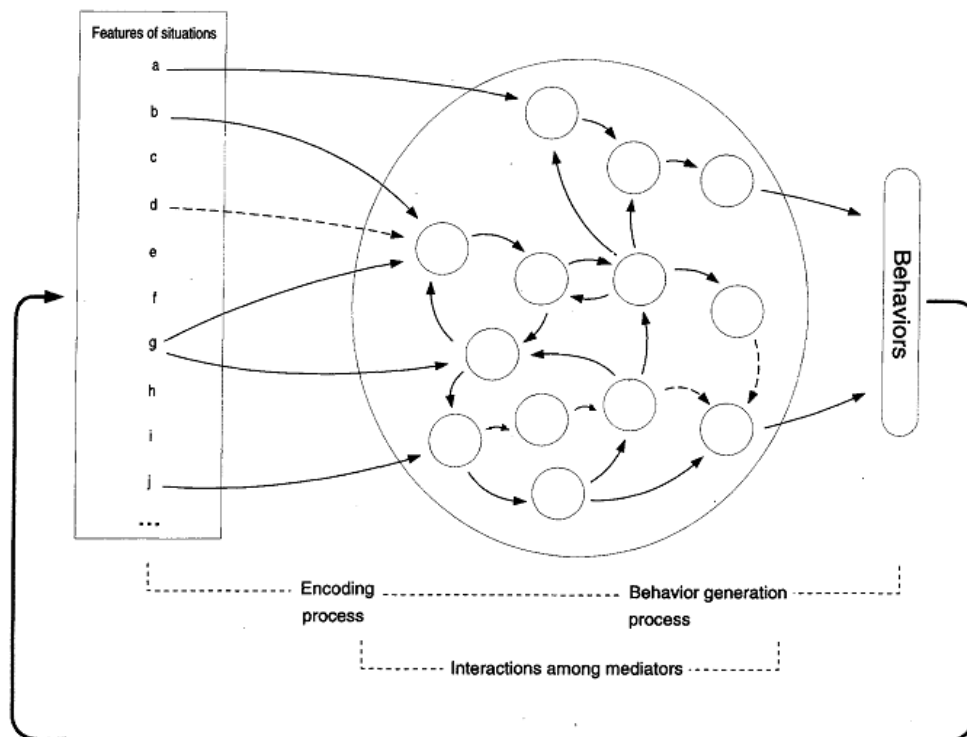 Features of situations
a
b
c
d
e
f
g
h
i
j
...
Behaviors
Encoding
process
Behavior generation
process
Interactions among mediators